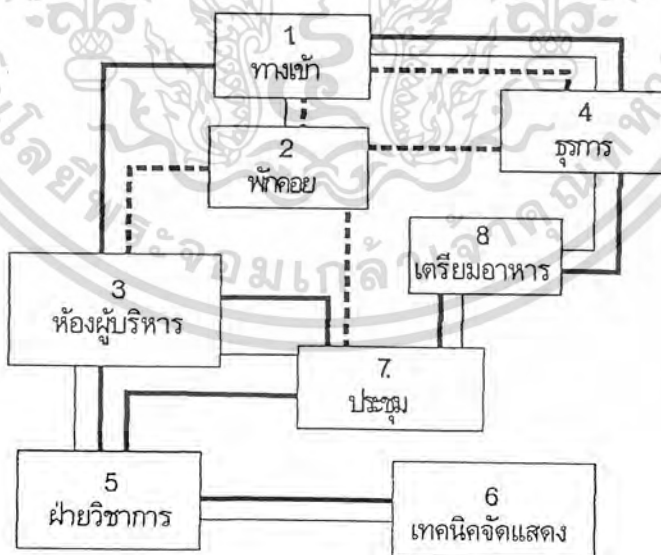 1
ทางเข้า
2
พักคอย
3
ห้องผู้บริหาร
4
ธุรการ
8
เตรียมอาหาร
7.
ประชุม
5
ฝ่ายวิชาการ
6
เทคนิคจัดแสดง